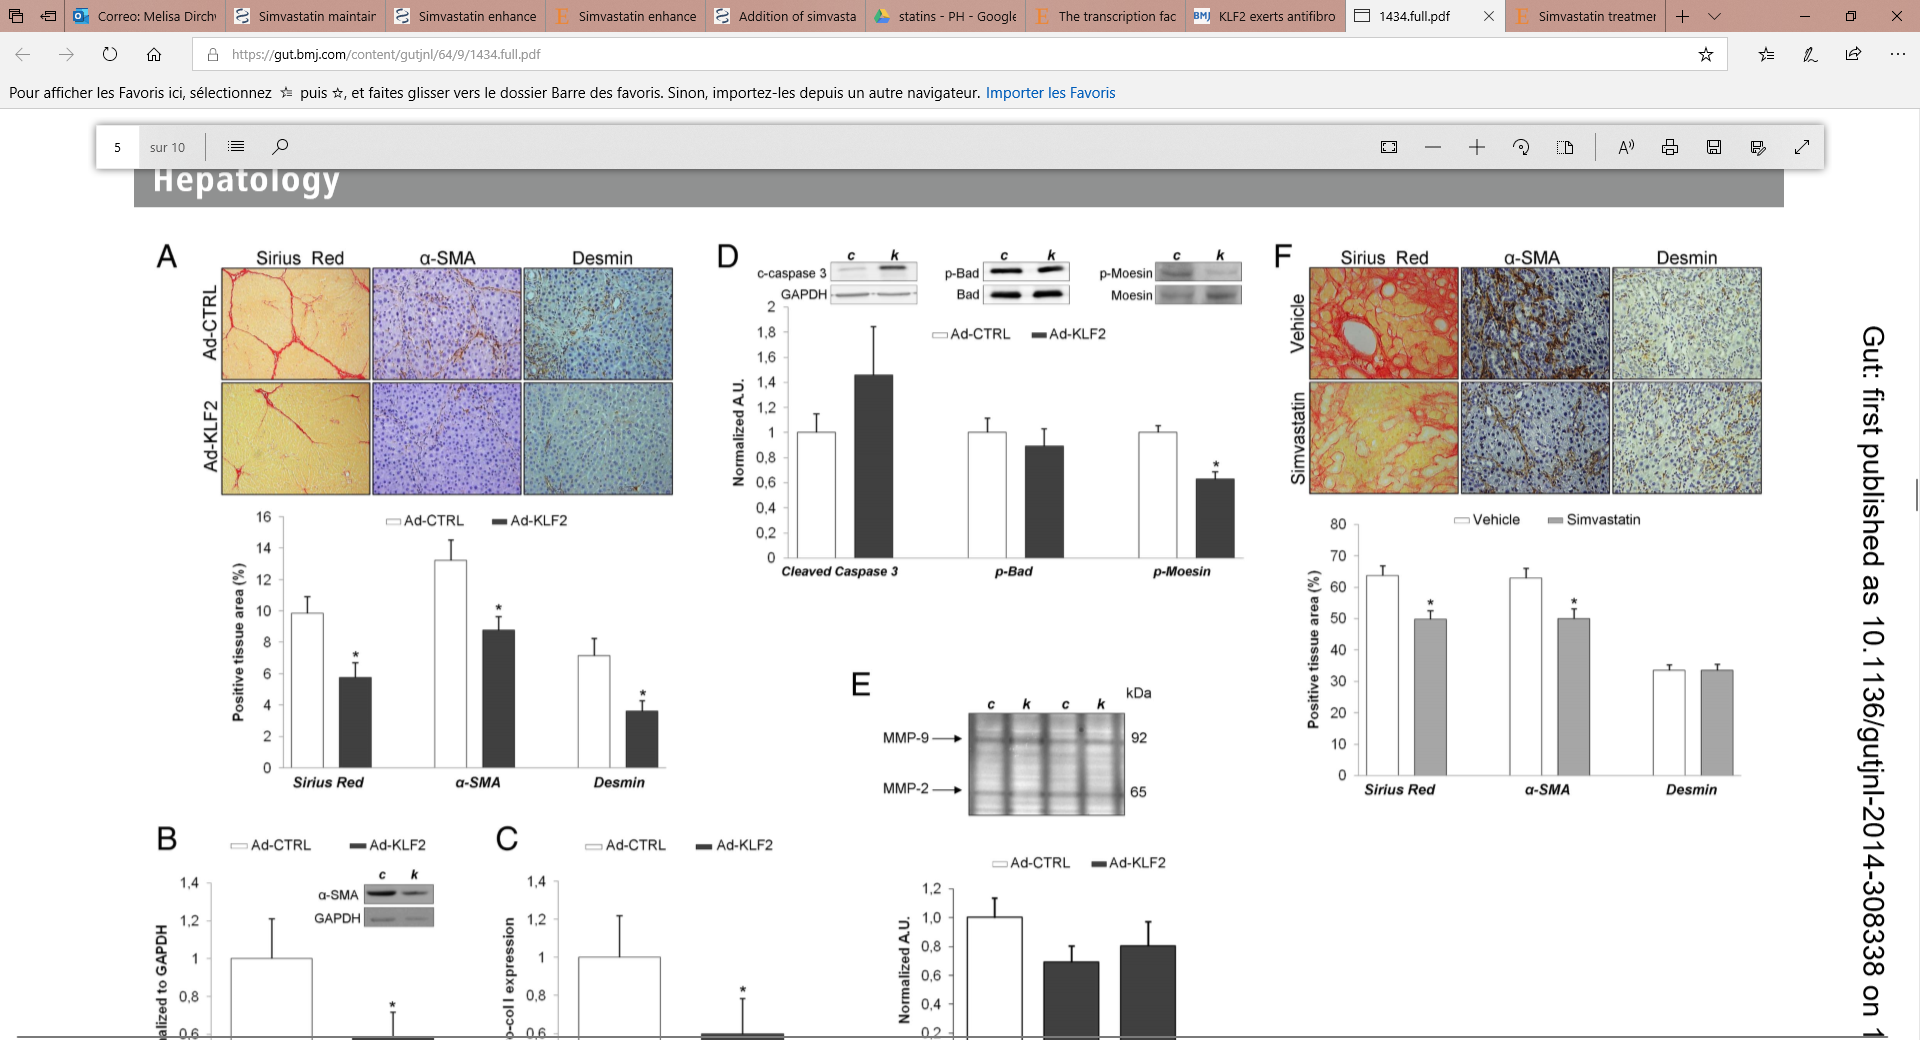 Correo: Melisa Dirch
Simvastatin maintair
Simvastatin enhance
Simvastatin enhance
Addition of simvasta
statins - PH - Google
The transcription fac
BMJ KLF2 exerts antifibro
1434.full.pdf
Simvastatin treatmer
https://gut.bmj.com/content/gutjnl/64/9/1434.full.pdf
Pour afficher les Favoris ici, sélectionnez ☆ puis ☆, et faites glisser vers le dossier Barre des favoris. Sinon, importez-les depuis un autre navigateur. Importer les Favoris
5 sur 10
Hepatology
A
Sirius Red α-SMA Desmin
Ad-CTRL
Ad-KLF2
Ad-CTRL Ad-KLF2
Positive tissue area (%)
16
14
12
10
8
6
4
2
0
Sirius Red α-SMA Desmin
* * *
B
Ad-CTRL Ad-KLF2
c k
α-SMA
GAPDH
alized to GAPDH
1,4
1,2
1
0,8
0,6
*
C
Ad-CTRL Ad-KLF2
o-col I expression
1,4
1,2
1
0,8
0,6
*
D
c k
c-caspase 3
GAPDH
c k
p-Bad
Bad
c k
p-Moesin
Moesin
Ad-CTRL Ad-KLF2
Normalized A.U.
2
1,8
1,6
1,4
1,2
1
0,8
0,6
0,4
0,2
0
*
Cleaved Caspase 3 p-Bad p-Moesin
E
c k c k kDa
MMP-9 92
MMP-2 65
Ad-CTRL Ad-KLF2
Normalized A.U.
1,2
1,0
0,8
0,6
0,4
0,2
F
Sirius Red α-SMA Desmin
Vehicle
Simvastatin
Vehicle Simvastatin
Positive tissue area (%)
80
70
60
50
40
30
20
10
0
* *
Sirius Red α-SMA Desmin
Gut: first published as 10.1136/gutjnl-2014-308338 on 1